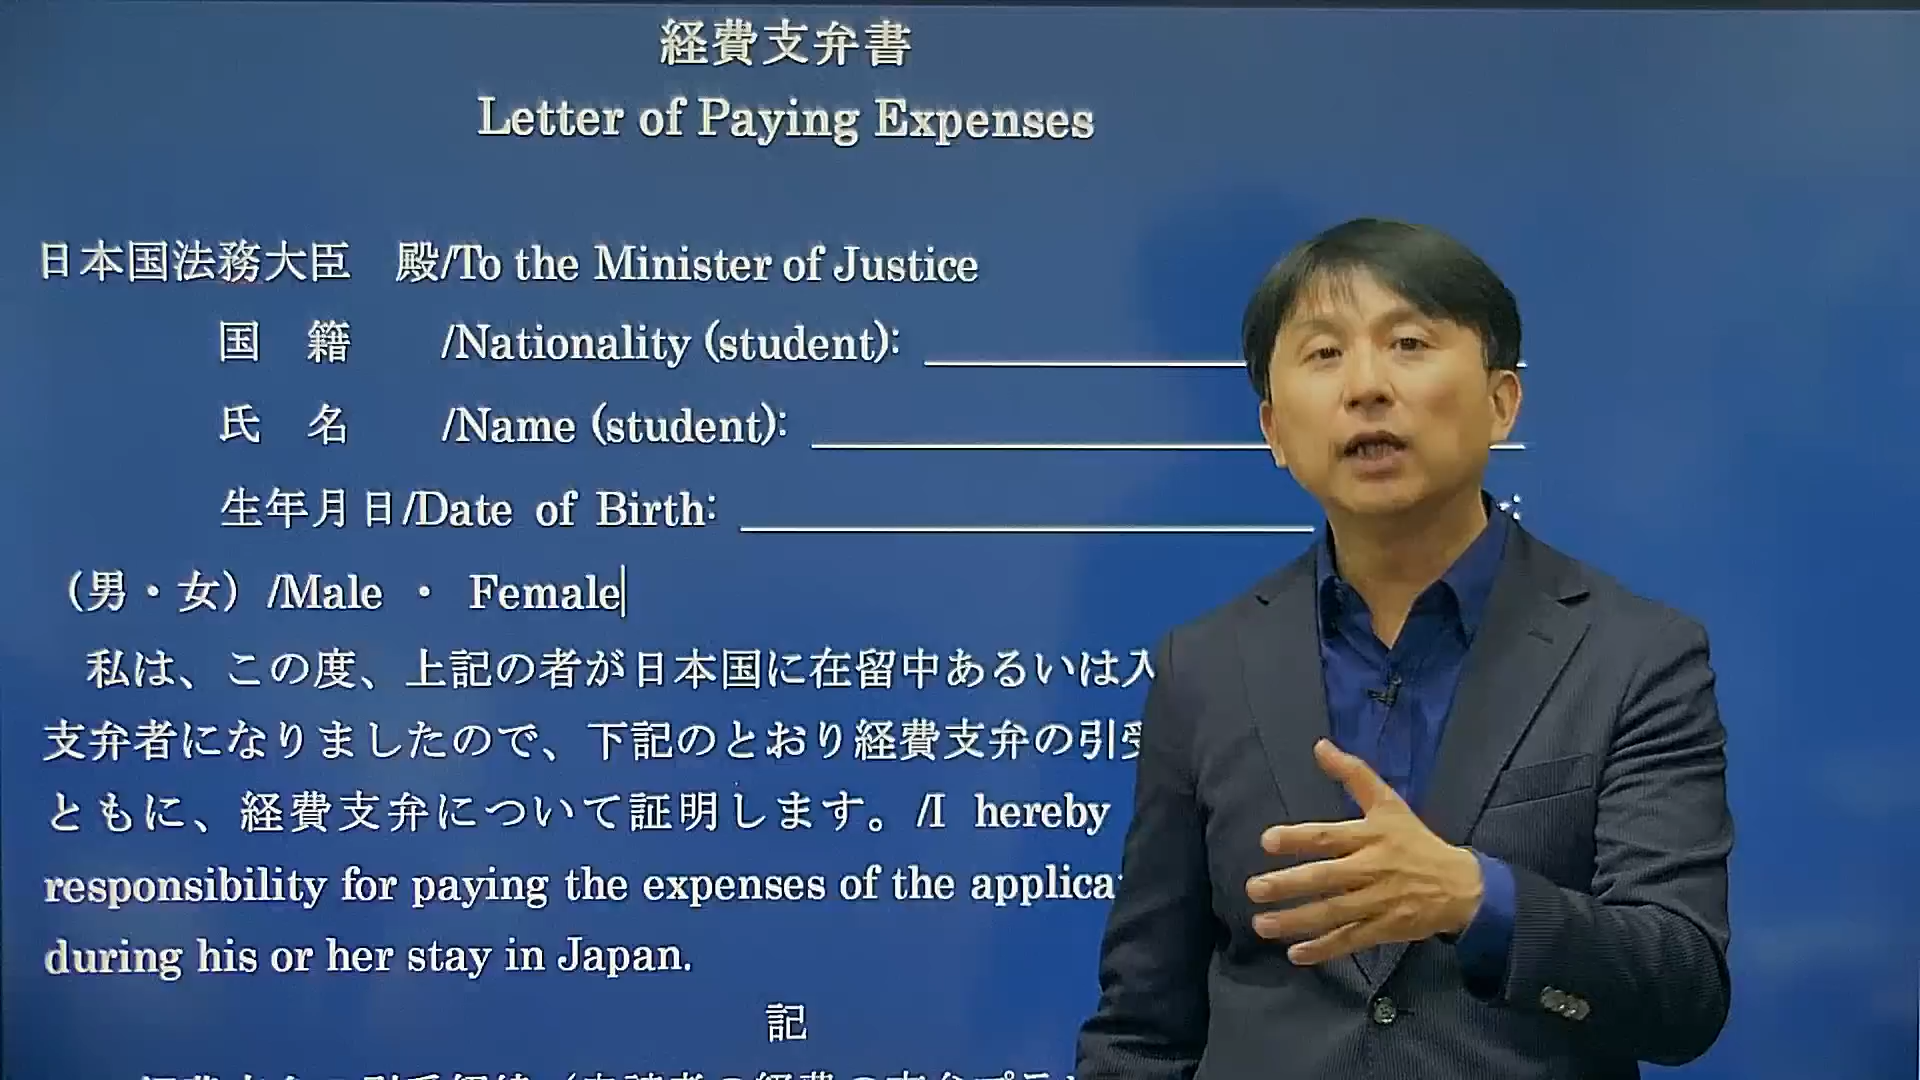 経費支弁書
Letter of Paying Expenses
日本国法務大臣 殿/To the Minister of Justice
国 籍 /Nationality (student):
氏 名 /Name (student):
生年月日/Date of Birth:
（男・女）/Male ・ Female
私は、この度、上記の者が日本国に在留中あるいは入
支弁者になりましたので、下記のとおり経費支弁の引受
ともに、経費支弁について証明します。/I hereby
responsibility for paying the expenses of the applica
during his or her stay in Japan.
記